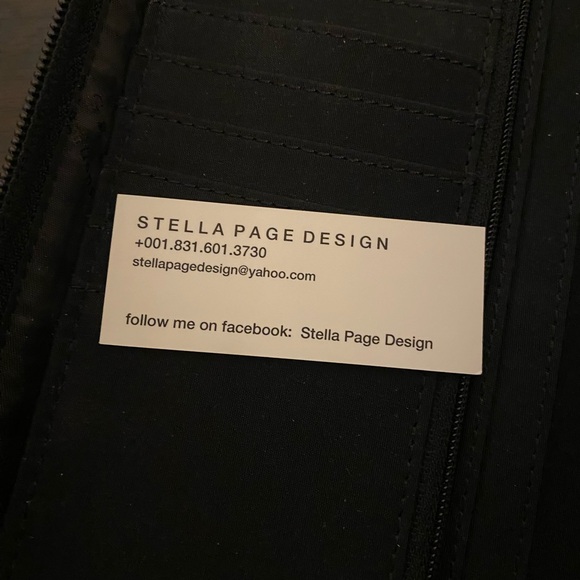 STELLA PAGE DESIGN
+001.831.601.3730
stellapagedesign@yahoo.com
follow me on facebook: Stella Page Design